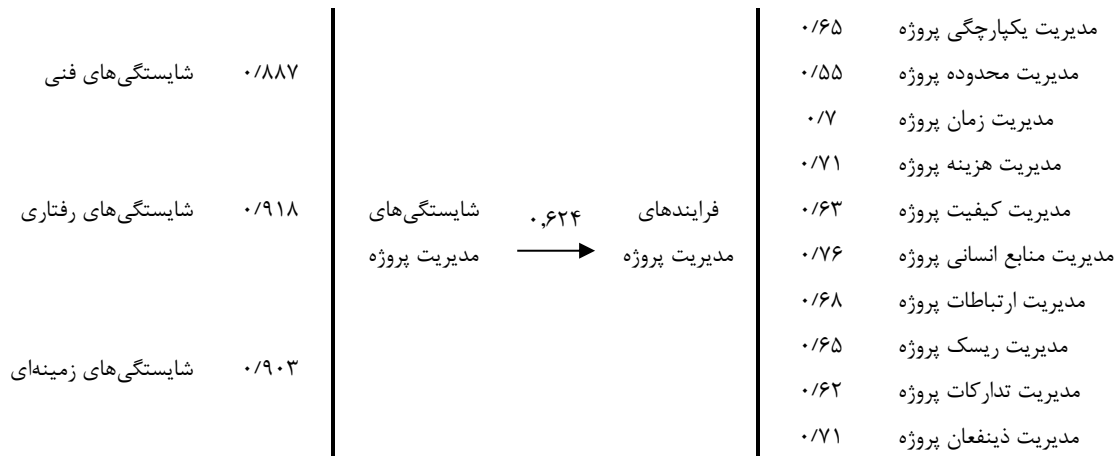 مدیریت یکپارچگی پروژه ۰/۶۵
مدیریت محدوده پروژه ۰/۵۵
مدیریت زمان پروژه ۰/۷
مدیریت هزینه پروژه ۰/۷۱
مدیریت کیفیت پروژه ۰/۶۳
مدیریت منابع انسانی پروژه ۰/۷۶
مدیریت ارتباطات پروژه ۰/۶۸
مدیریت ریسک پروژه ۰/۶۵
مدیریت تدارکات پروژه ۰/۶۲
مدیریت ذینفعان پروژه ۰/۷۱
فرایندهای
مدیریت پروژه
۰,۶۲۴
شایستگی‌های
مدیریت پروژه
۰/۸۸۷ شایستگی‌های فنی
۰/۹۱۸ شایستگی‌های رفتاری
۰/۹۰۳ شایستگی‌های زمینه‌ای